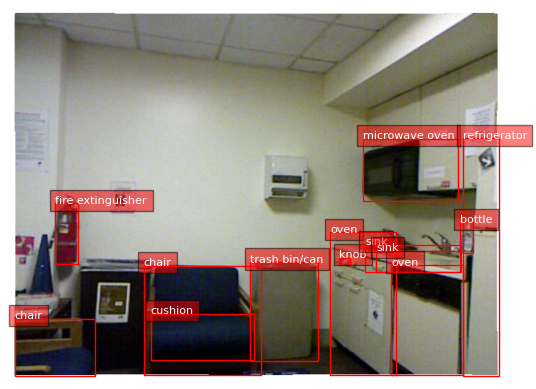 microwave oven
refrigerator
fire extinguisher
bottle
oven
sink
sink
knob
oven
chair
trash bin/can
cushion
chair